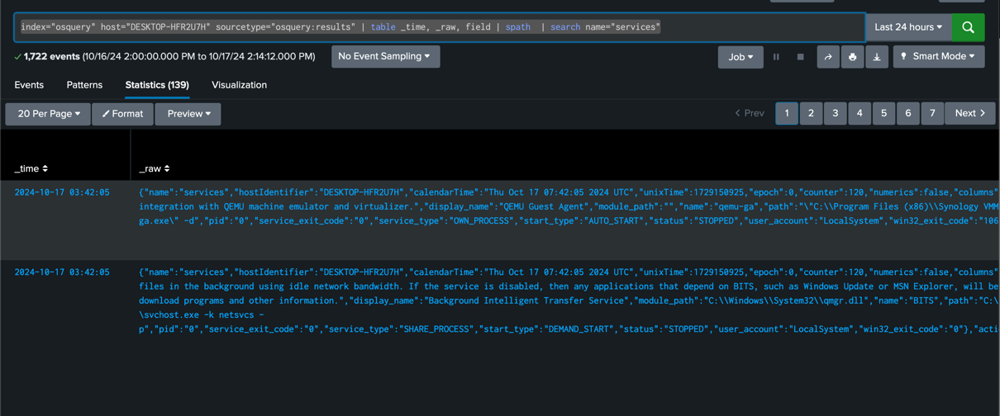 index="osquery" host="DESKTOP-HFR2U7H" sourcetype="osquery:results" | table _time, _raw, field | spath  | search name="services"
Last 24 hours
1,722 events (10/16/24 2:00:00.000 PM to 10/17/24 2:14:12.000 PM)
No Event Sampling
Job
Smart Mode
Events
Patterns
Statistics (139)
Visualization
20 Per Page
Format
Preview
Prev
1
2
3
4
5
6
7
Next
_time
_raw
2024-10-17 03:42:05
{"name":"services","hostIdentifier":"DESKTOP-HFR2U7H","calendarTime":"Thu Oct 17 07:42:05 2024 UTC","unixTime":1729150925,"epoch":0,"counter":120,"numerics":false,"columns"
integration with QEMU machine emulator and virtualizer.","display_name":"QEMU Guest Agent","module_path":"","name":"qemu-ga","path":"\"C:\\Program Files (x86)\\Synology VMM
ga.exe\" -d","pid":"0","service_exit_code":"0","service_type":"OWN_PROCESS","start_type":"AUTO_START","status":"STOPPED","user_account":"LocalSystem","win32_exit_code":"106
2024-10-17 03:42:05
{"name":"services","hostIdentifier":"DESKTOP-HFR2U7H","calendarTime":"Thu Oct 17 07:42:05 2024 UTC","unixTime":1729150925,"epoch":0,"counter":120,"numerics":false,"columns"
files in the background using idle network bandwidth. If the service is disabled, then any applications that depend on BITS, such as Windows Update or MSN Explorer, will be
download programs and other information.","display_name":"Background Intelligent Transfer Service","module_path":"C:\\Windows\\System32\\qmgr.dll","name":"BITS","path":"C:\
\svchost.exe -k netsvcs -
p","pid":"0","service_exit_code":"0","service_type":"SHARE_PROCESS","start_type":"DEMAND_START","status":"STOPPED","user_account":"LocalSystem","win32_exit_code":"0"},"acti